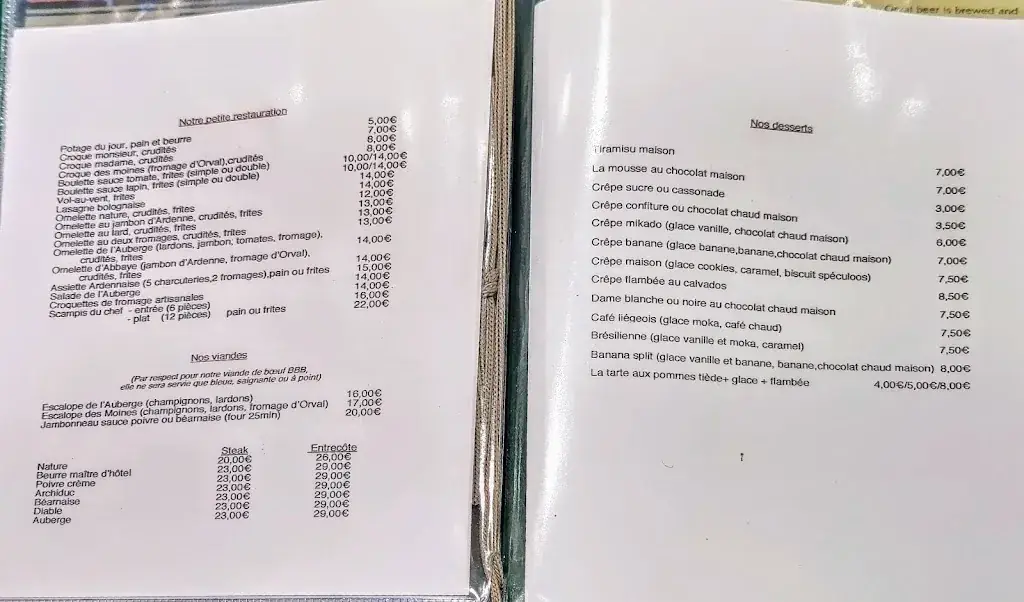 Great beer is brewed and
Notre petite restauration
Potage du jour, pain et beurre 5,00€
Croque monsieur, crudités 7,00€
Croque madame, crudités 8,00€
Croque des moines (fromage d'Orval),crudités 8,00€
Boulette sauce tomate, frites (simple ou double) 10,00/14,00€
Boulette sauce lapin, frites (simple ou double) 10,00/14,00€
Vol-au-vent, frites 14,00€
Lasagne bolognaise 14,00€
Omelette nature, crudités, frites 12,00€
Omelette au jambon d'Ardenne, crudités, frites 13,00€
Omelette au lard, crudités, frites 13,00€
Omelette au deux fromages, crudités, frites 13,00€
Omelette de l'Auberge (lardons, jambon, tomates, fromage),
crudités, frites 14,00€
Omelette d'Abbaye (jambon d'Ardenne, fromage d'Orval),
crudités, frites 14,00€
Assiette Ardennaise (5 charcuteries,2 fromages),pain ou frites 15,00€
Salade de l'Auberge 14,00€
Croquettes de fromage artisanales 14,00€
Scampis du chef - entrée (6 pièces) 16,00€
- plat (12 pièces) pain ou frites 22,00€
Nos viandes
(Par respect pour notre viande de bœuf BBB,
elle ne sera servie que bleue, saignante ou à point)
Escalope de l'Auberge (champignons, lardons) 16,00€
Escalope des Moines (champignons, lardons, fromage d'Orval) 17,00€
Jambonneau sauce poivre ou béarnaise (four 25min) 20,00€
Steak Entrecôte
Nature 20,00€ 26,00€
Beurre maître d'hôtel 23,00€ 29,00€
Poivre crème 23,00€ 29,00€
Archiduc 23,00€ 29,00€
Béarnaise 23,00€ 29,00€
Diable 23,00€ 29,00€
Auberge 23,00€ 29,00€
Nos desserts
Tiramisu maison 7,00€
La mousse au chocolat maison 7,00€
Crêpe sucre ou cassonade 3,00€
Crêpe confiture ou chocolat chaud maison 3,50€
Crêpe mikado (glace vanille, chocolat chaud maison) 6,00€
Crêpe banane (glace banane,banane,chocolat chaud maison) 7,00€
Crêpe maison (glace cookies, caramel, biscuit spéculoos) 7,50€
Crêpe flambée au calvados 8,50€
Dame blanche ou noire au chocolat chaud maison 7,50€
Café liégeois (glace moka, café chaud) 7,50€
Brésilienne (glace vanille et moka, caramel) 7,50€
Banana split (glace vanille et banane, banane,chocolat chaud maison) 8,00€
La tarte aux pommes tiède+ glace + flambée 4,00€/5,00€/8,00€